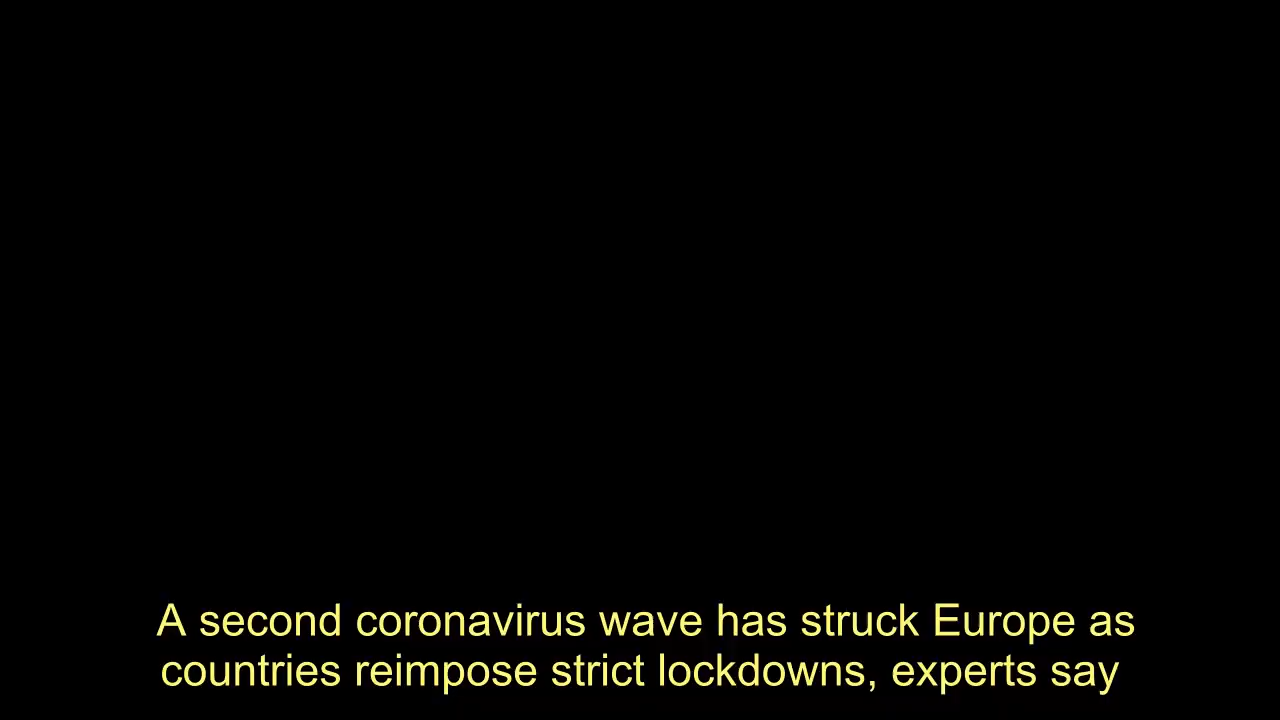 A second coronavirus wave has struck Europe as
countries reimpose strict lockdowns, experts say